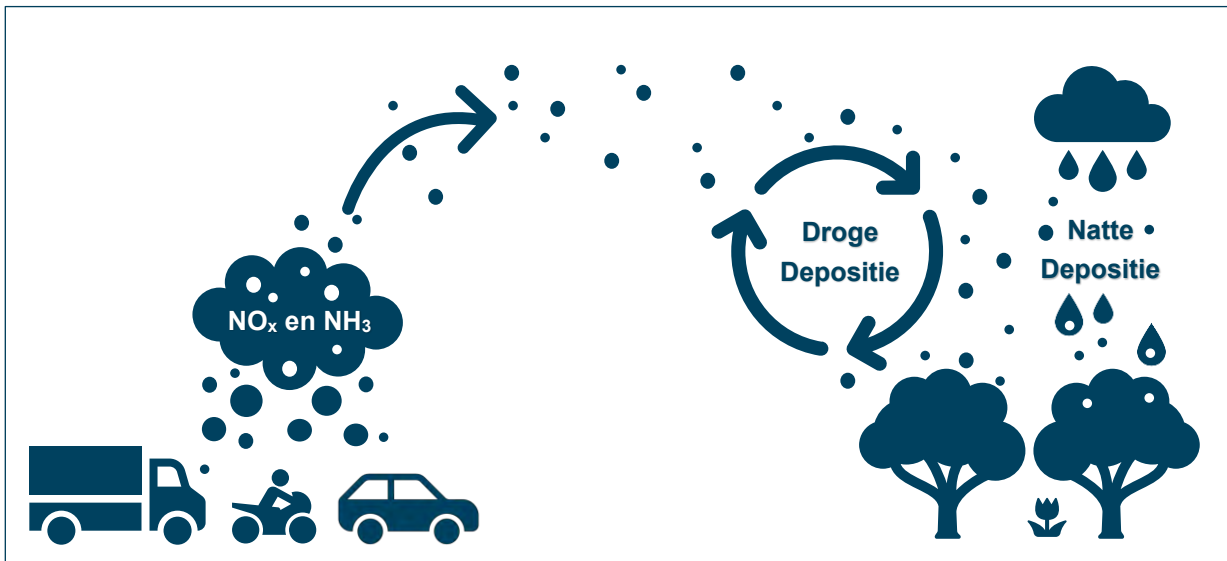 NOₓ en NH₃
Droge
Depositie
Natte
Depositie